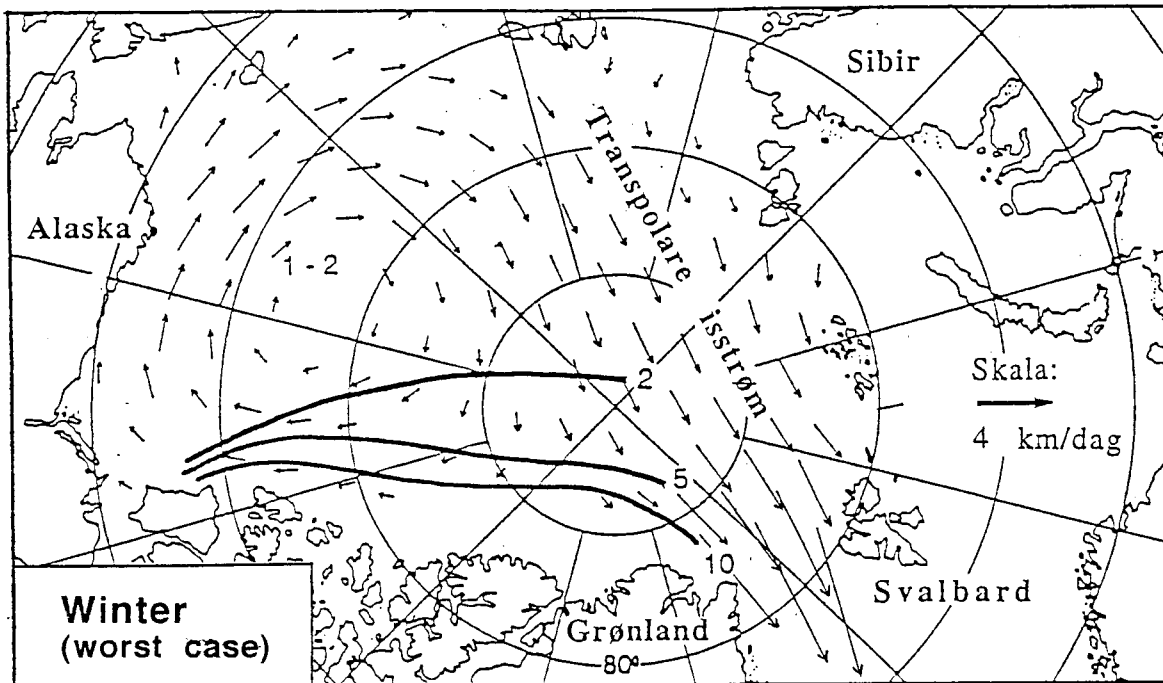 Sibir
Transpolare
isstrøm
Alaska
1-2
2
Skala:
4 km/dag
5
10
Svalbard
Grønland
80°
Winter
(worst case)